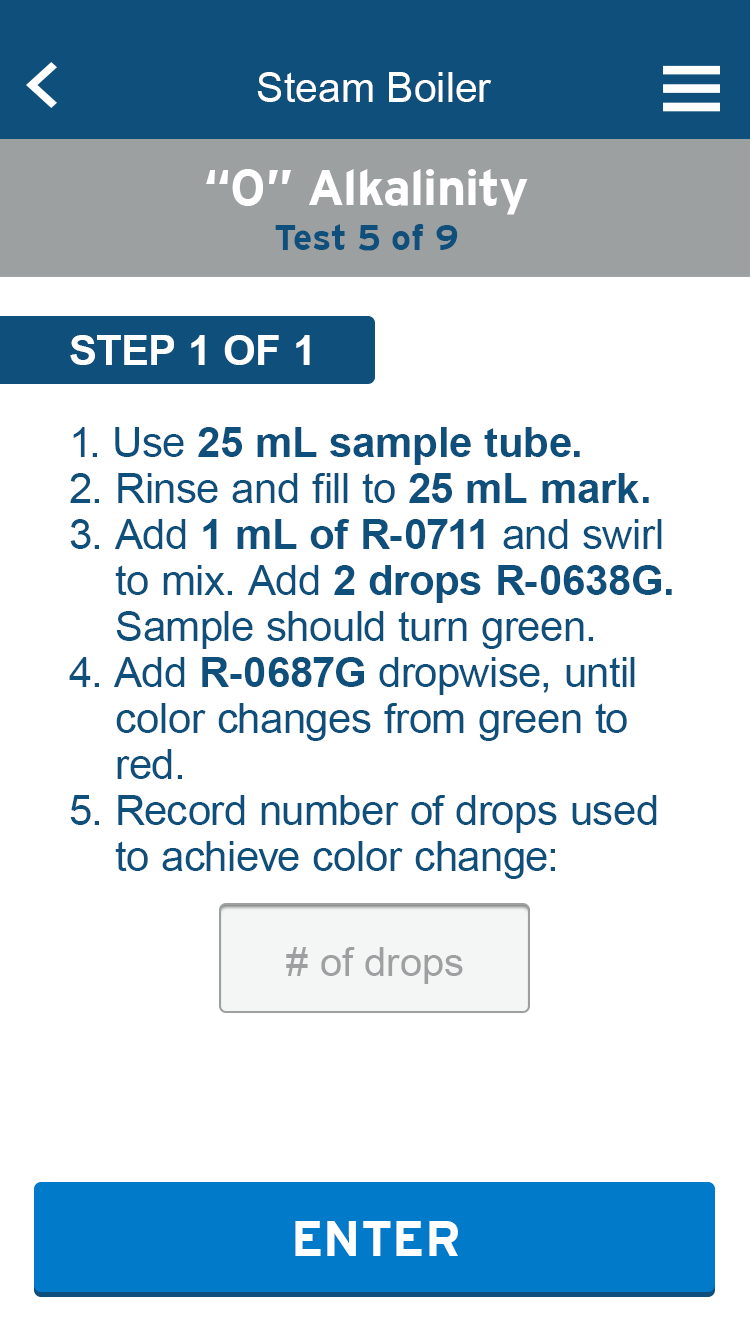 Steam Boiler
“O” Alkalinity
Test 5 of 9
STEP 1 OF 1
1. Use 25 mL sample tube.
2. Rinse and fill to 25 mL mark.
3. Add 1 mL of R-0711 and swirl
to mix. Add 2 drops R-0638G.
Sample should turn green.
4. Add R-0687G dropwise, until
color changes from green to
red.
5. Record number of drops used
to achieve color change:
# of drops
ENTER